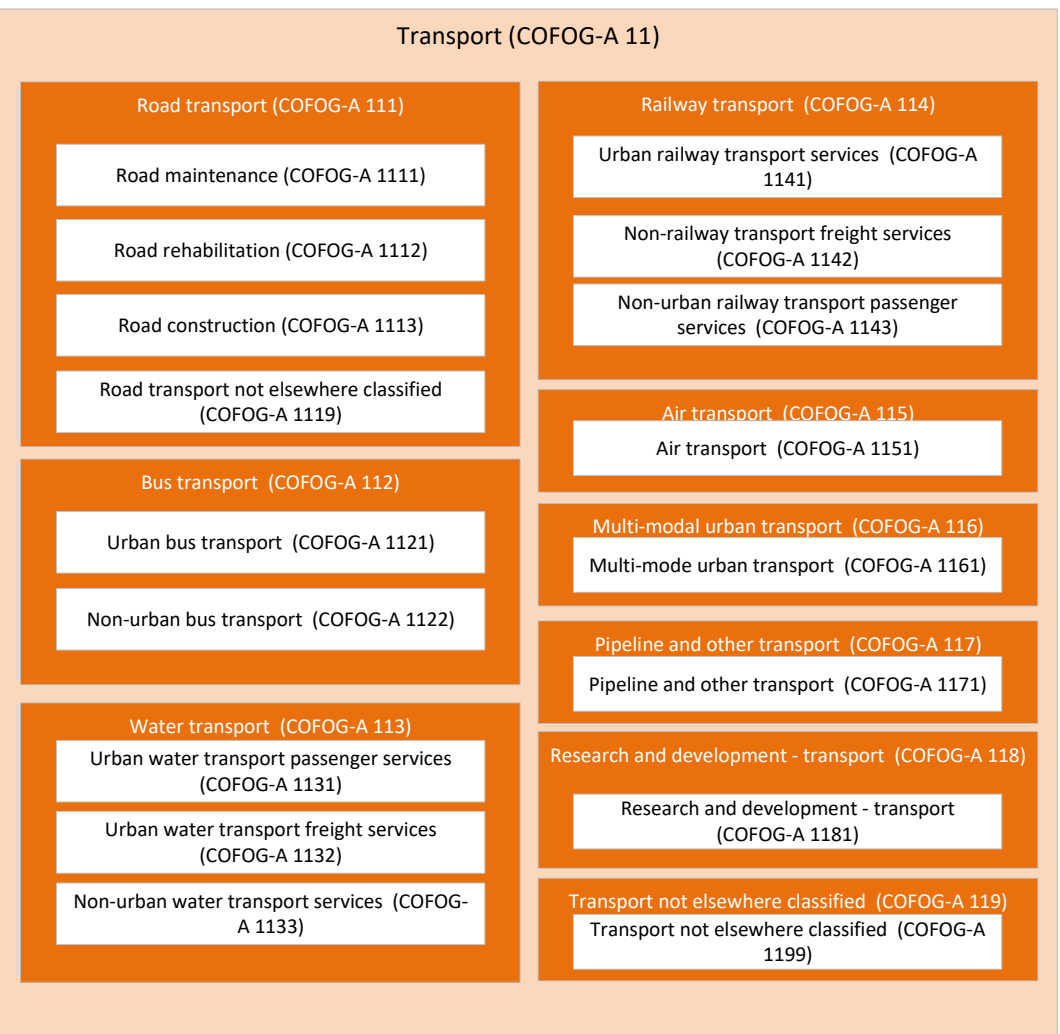 Transport (COFOG-A 11)
Road transport (COFOG-A 111)
Road maintenance (COFOG-A 1111)
Road rehabilitation (COFOG-A 1112)
Road construction (COFOG-A 1113)
Road transport not elsewhere classified
(COFOG-A 1119)
Bus transport (COFOG-A 112)
Urban bus transport (COFOG-A 1121)
Non-urban bus transport (COFOG-A 1122)
Water transport (COFOG-A 113)
Urban water transport passenger services
(COFOG-A 1131)
Urban water transport freight services
(COFOG-A 1132)
Non-urban water transport services (COFOG-
A 1133)
Railway transport (COFOG-A 114)
Urban railway transport services (COFOG-A
1141)
Non-railway transport freight services
(COFOG-A 1142)
Non-urban railway transport passenger
services (COFOG-A 1143)
Air transport (COFOG-A 115)
Air transport (COFOG-A 1151)
Multi-modal urban transport (COFOG-A 116)
Multi-mode urban transport (COFOG-A 1161)
Pipeline and other transport (COFOG-A 117)
Pipeline and other transport (COFOG-A 1171)
Research and development - transport (COFOG-A 118)
Research and development - transport
(COFOG-A 1181)
Transport not elsewhere classified (COFOG-A 119)
Transport not elsewhere classified (COFOG-A
1199)